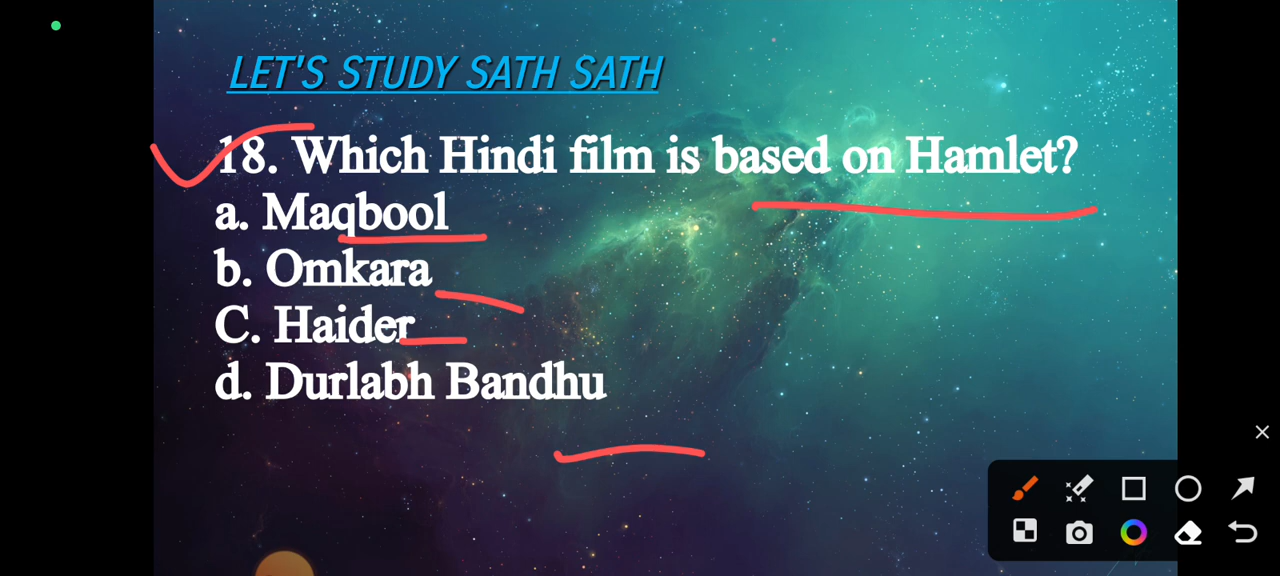 LET'S STUDY SATH SATH
18. Which Hindi film is based on Hamlet?
a. Maqbool
b. Omkara
C. Haider
d. Durlabh Bandhu